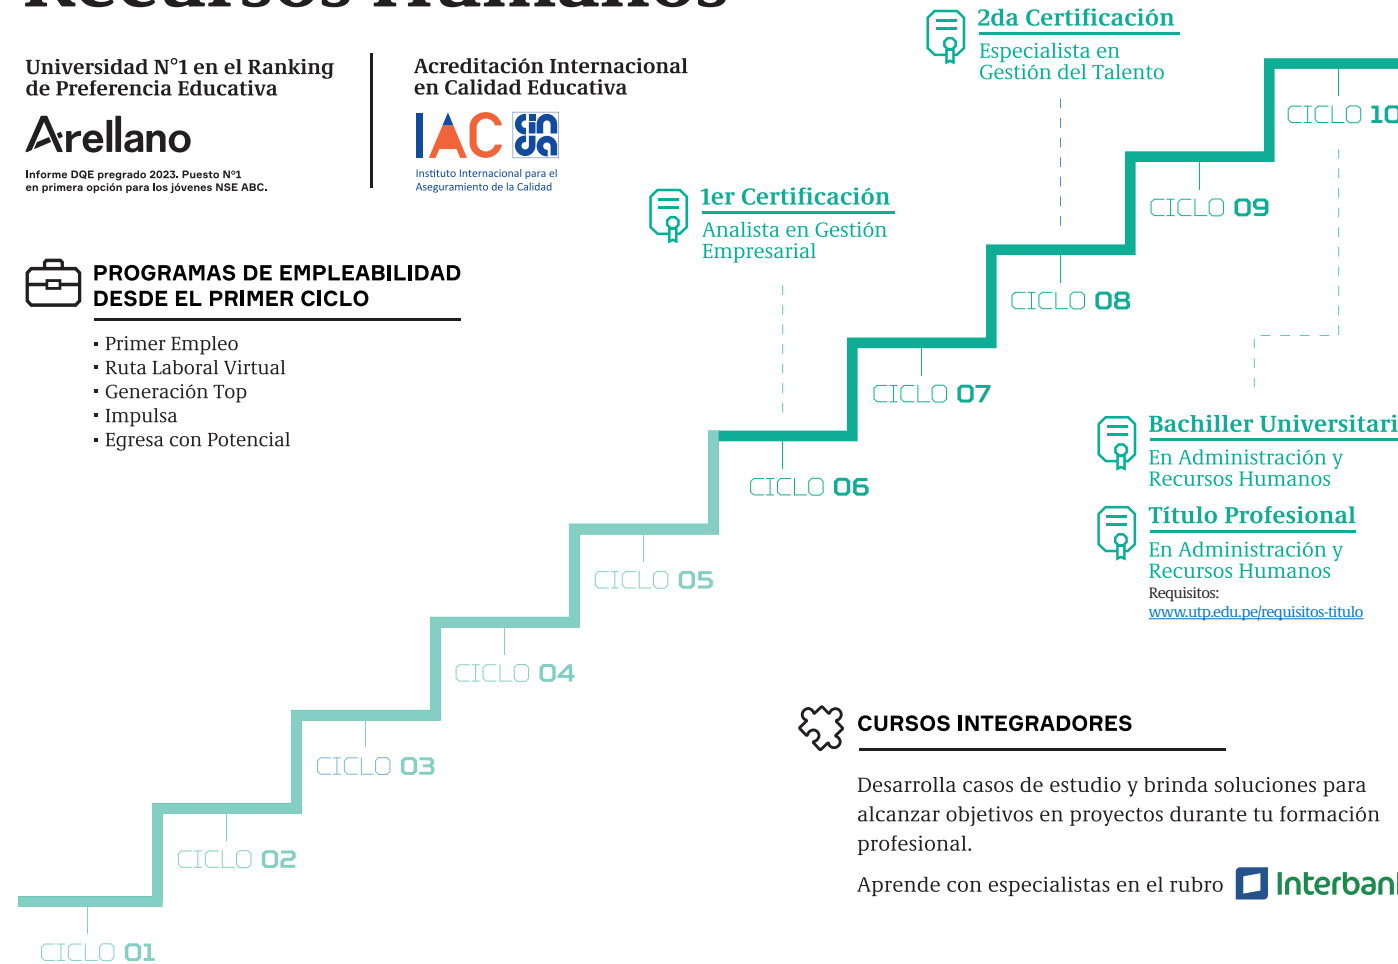 Recursos Humanos
Universidad N°1 en el Ranking
de Preferencia Educativa
Arellano
Informe DQE pregrado 2023. Puesto Nº1
en primera opción para los jóvenes NSE ABC.
Acreditación Internacional
en Calidad Educativa
IAC cinda
Instituto Internacional para el
Aseguramiento de la Calidad
PROGRAMAS DE EMPLEABILIDAD
DESDE EL PRIMER CICLO
▪ Primer Empleo
▪ Ruta Laboral Virtual
▪ Generación Top
▪ Impulsa
▪ Egresa con Potencial
1er Certificación
Analista en Gestión
Empresarial
2da Certificación
Especialista en
Gestión del Talento
CICLO 10
CICLO 09
CICLO 08
CICLO 07
CICLO 06
CICLO 05
CICLO 04
CICLO 03
CICLO 02
CICLO 01
Bachiller Universitari
En Administración y
Recursos Humanos
Título Profesional
En Administración y
Recursos Humanos
Requisitos:
www.utp.edu.pe/requisitos-titulo
CURSOS INTEGRADORES
Desarrolla casos de estudio y brinda soluciones para
alcanzar objetivos en proyectos durante tu formación
profesional.
Aprende con especialistas en el rubro Interbank